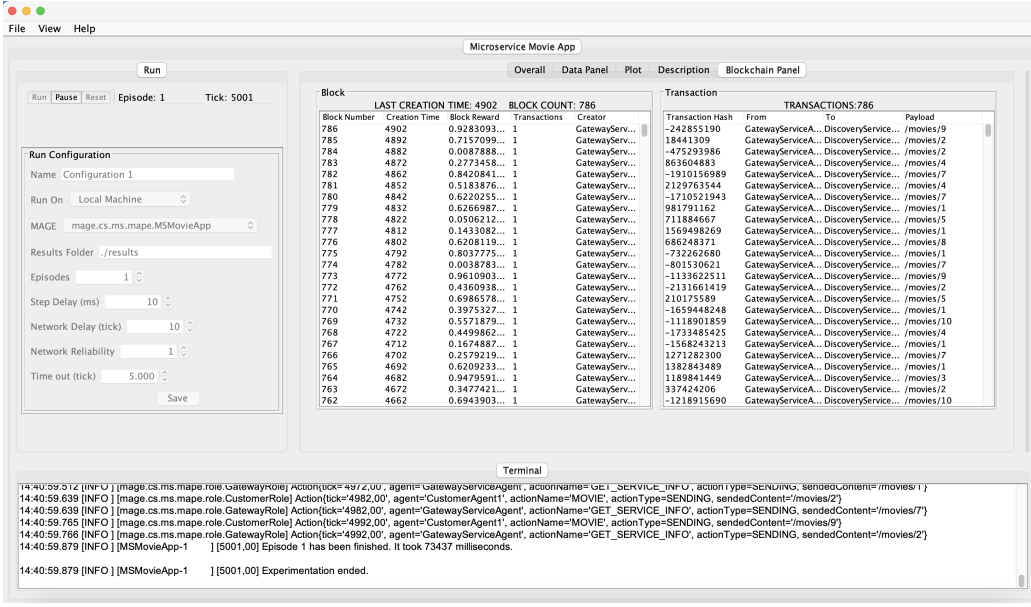 File View Help
Microservice Movie App
Run
Run Pause Reset Episode: 1 Tick: 5001
Run Configuration
Name Configuration 1
Run On Local Machine
MAGE mage.cs.ms.mape.MSMovieApp
Results Folder ./results
Episodes 1
Step Delay (ms) 10
Network Delay (tick) 10
Network Reliability 1
Time out (tick) 5.000
Save
Overall Data Panel Plot Description Blockchain Panel
Block
LAST CREATION TIME: 4902 BLOCK COUNT: 786
Block Number Creation Time Block Reward Transactions Creator
786 4902 0.9283093... 1 GatewayServ...
785 4892 0.7157099... 1 GatewayServ...
784 4882 0.0087888... 1 GatewayServ...
783 4872 0.2773458... 1 GatewayServ...
782 4862 0.8420841... 1 GatewayServ...
781 4852 0.5183876... 1 GatewayServ...
780 4842 0.6220255... 1 GatewayServ...
779 4832 0.6266987... 1 GatewayServ...
778 4822 0.0506212... 1 GatewayServ...
777 4812 0.1433082... 1 GatewayServ...
776 4802 0.6208119... 1 GatewayServ...
775 4792 0.8037775... 1 GatewayServ...
774 4782 0.0038783... 1 GatewayServ...
773 4772 0.9610903... 1 GatewayServ...
772 4762 0.4360938... 1 GatewayServ...
771 4752 0.6986578... 1 GatewayServ...
770 4742 0.3975327... 1 GatewayServ...
769 4732 0.5571879... 1 GatewayServ...
768 4722 0.4499862... 1 GatewayServ...
767 4712 0.1674887... 1 GatewayServ...
766 4702 0.2579219... 1 GatewayServ...
765 4692 0.6209233... 1 GatewayServ...
764 4682 0.9479591... 1 GatewayServ...
763 4672 0.3477421... 1 GatewayServ...
762 4662 0.6943903... 1 GatewayServ...
Transaction
TRANSACTIONS:786
Transaction Hash From To Payload
-242855190 GatewayServiceA... DiscoveryService... /movies/9
18441309 GatewayServiceA... DiscoveryService... /movies/2
-475293986 GatewayServiceA... DiscoveryService... /movies/2
863604883 GatewayServiceA... DiscoveryService... /movies/4
-1910156989 GatewayServiceA... DiscoveryService... /movies/7
2129763544 GatewayServiceA... DiscoveryService... /movies/4
-1710521943 GatewayServiceA... DiscoveryService... /movies/7
981791162 GatewayServiceA... DiscoveryService... /movies/1
711884667 GatewayServiceA... DiscoveryService... /movies/5
1569498269 GatewayServiceA... DiscoveryService... /movies/1
686248371 GatewayServiceA... DiscoveryService... /movies/8
-732262680 GatewayServiceA... DiscoveryService... /movies/1
-801530621 GatewayServiceA... DiscoveryService... /movies/7
-1133622511 GatewayServiceA... DiscoveryService... /movies/9
-2131661419 GatewayServiceA... DiscoveryService... /movies/2
210175589 GatewayServiceA... DiscoveryService... /movies/5
-1659448248 GatewayServiceA... DiscoveryService... /movies/1
-1118901859 GatewayServiceA... DiscoveryService... /movies/10
-1733485425 GatewayServiceA... DiscoveryService... /movies/4
-1568243213 GatewayServiceA... DiscoveryService... /movies/1
1271282300 GatewayServiceA... DiscoveryService... /movies/7
1382843489 GatewayServiceA... DiscoveryService... /movies/1
1189841449 GatewayServiceA... DiscoveryService... /movies/3
337424206 GatewayServiceA... DiscoveryService... /movies/2
-1218915690 GatewayServiceA... DiscoveryService... /movies/10
Terminal
14:40:59.512 [INFO ] [mage.cs.ms.mape.role.GatewayRole] Action{tick='4972,00', agent='GatewayServiceAgent', actionName='GET_SERVICE_INFO', actionType=SENDING, sendedContent='/movies/1'}
14:40:59.639 [INFO ] [mage.cs.ms.mape.role.CustomerRole] Action{tick='4982,00', agent='CustomerAgent1', actionName='MOVIE', actionType=SENDING, sendedContent='/movies/2'}
14:40:59.639 [INFO ] [mage.cs.ms.mape.role.GatewayRole] Action{tick='4982,00', agent='GatewayServiceAgent', actionName='GET_SERVICE_INFO', actionType=SENDING, sendedContent='/movies/7'}
14:40:59.765 [INFO ] [mage.cs.ms.mape.role.CustomerRole] Action{tick='4992,00', agent='CustomerAgent1', actionName='MOVIE', actionType=SENDING, sendedContent='/movies/9'}
14:40:59.766 [INFO ] [mage.cs.ms.mape.role.GatewayRole] Action{tick='4992,00', agent='GatewayServiceAgent', actionName='GET_SERVICE_INFO', actionType=SENDING, sendedContent='/movies/2'}
14:40:59.879 [INFO ] [MSMovieApp-1 ] [5001,00] Episode 1 has been finished. It took 73437 milliseconds.
14:40:59.879 [INFO ] [MSMovieApp-1 ] [5001,00] Experimentation ended.